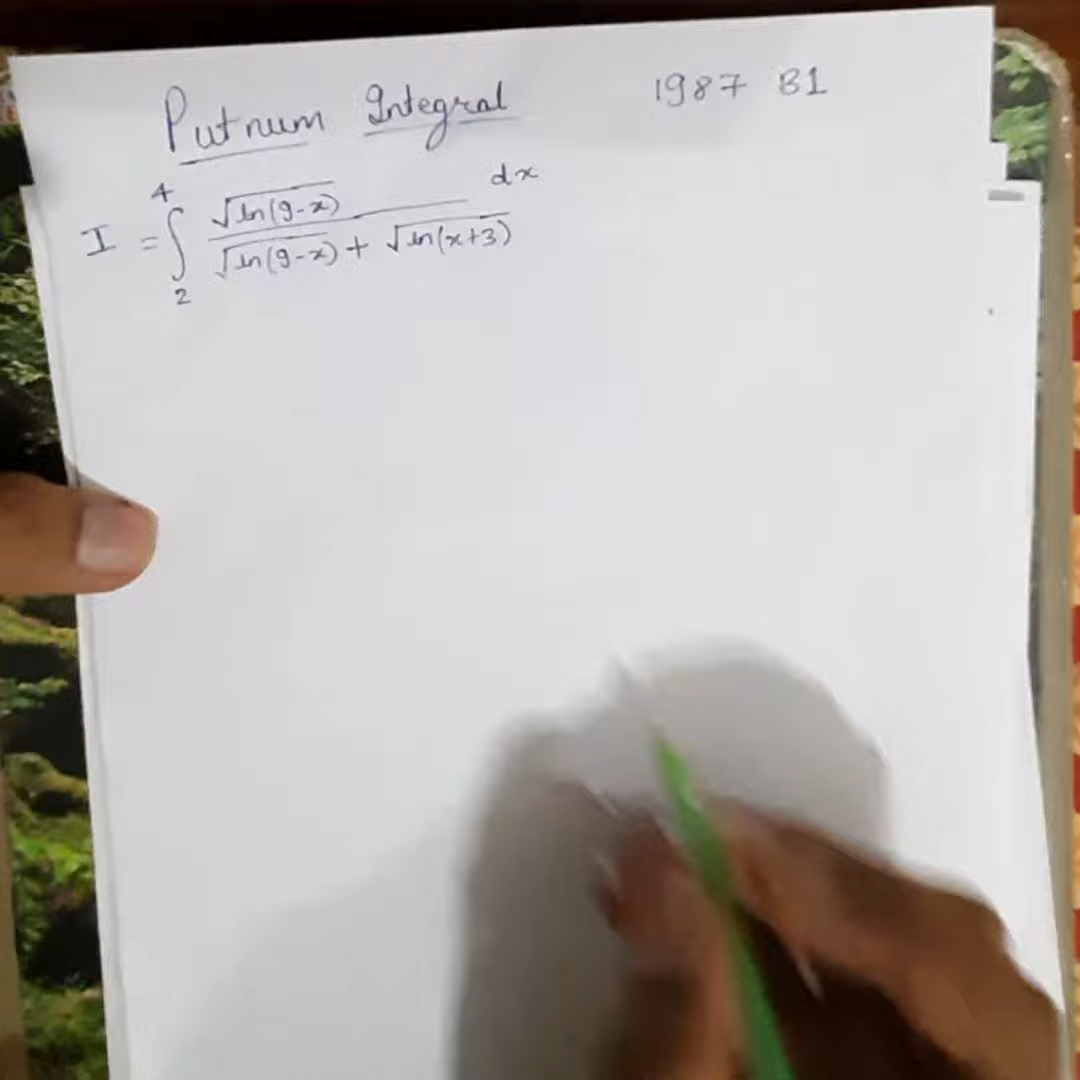 Putnum Integral 1987 B1
I = ∫₂⁴ √ln(9-x) / (√ln(9-x) + √ln(x+3)) dx